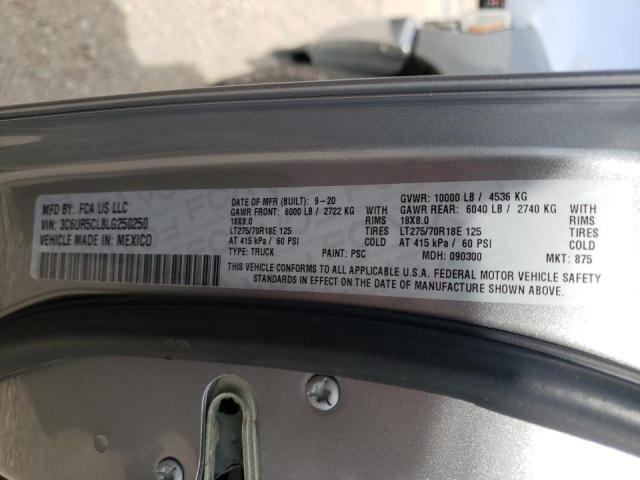 MFD BY: FCA US LLC
VIN: 3C6UR5CL8LG250250
VEHICLE MADE IN: MEXICO
DATE OF MFR (BUILT): 9-20
GAWR FRONT: 6000 LB / 2722 KG
18X8.0 RIMS
LT275/70R18E 125 TIRES
AT 415 kPa / 60 PSI COLD
TYPE: TRUCK PAINT: PSC
GVWR: 10000 LB / 4536 KG
WITH GAWR REAR: 6040 LB / 2740 KG WITH
18X8.0 RIMS
LT275/70R18E 125 TIRES
AT 415 kPa / 60 PSI COLD
MDH: 090300 MKT: 875
THIS VEHICLE CONFORMS TO ALL APPLICABLE U.S.A. FEDERAL MOTOR VEHICLE SAFETY
STANDARDS IN EFFECT ON THE DATE OF MANUFACTURE SHOWN ABOVE.